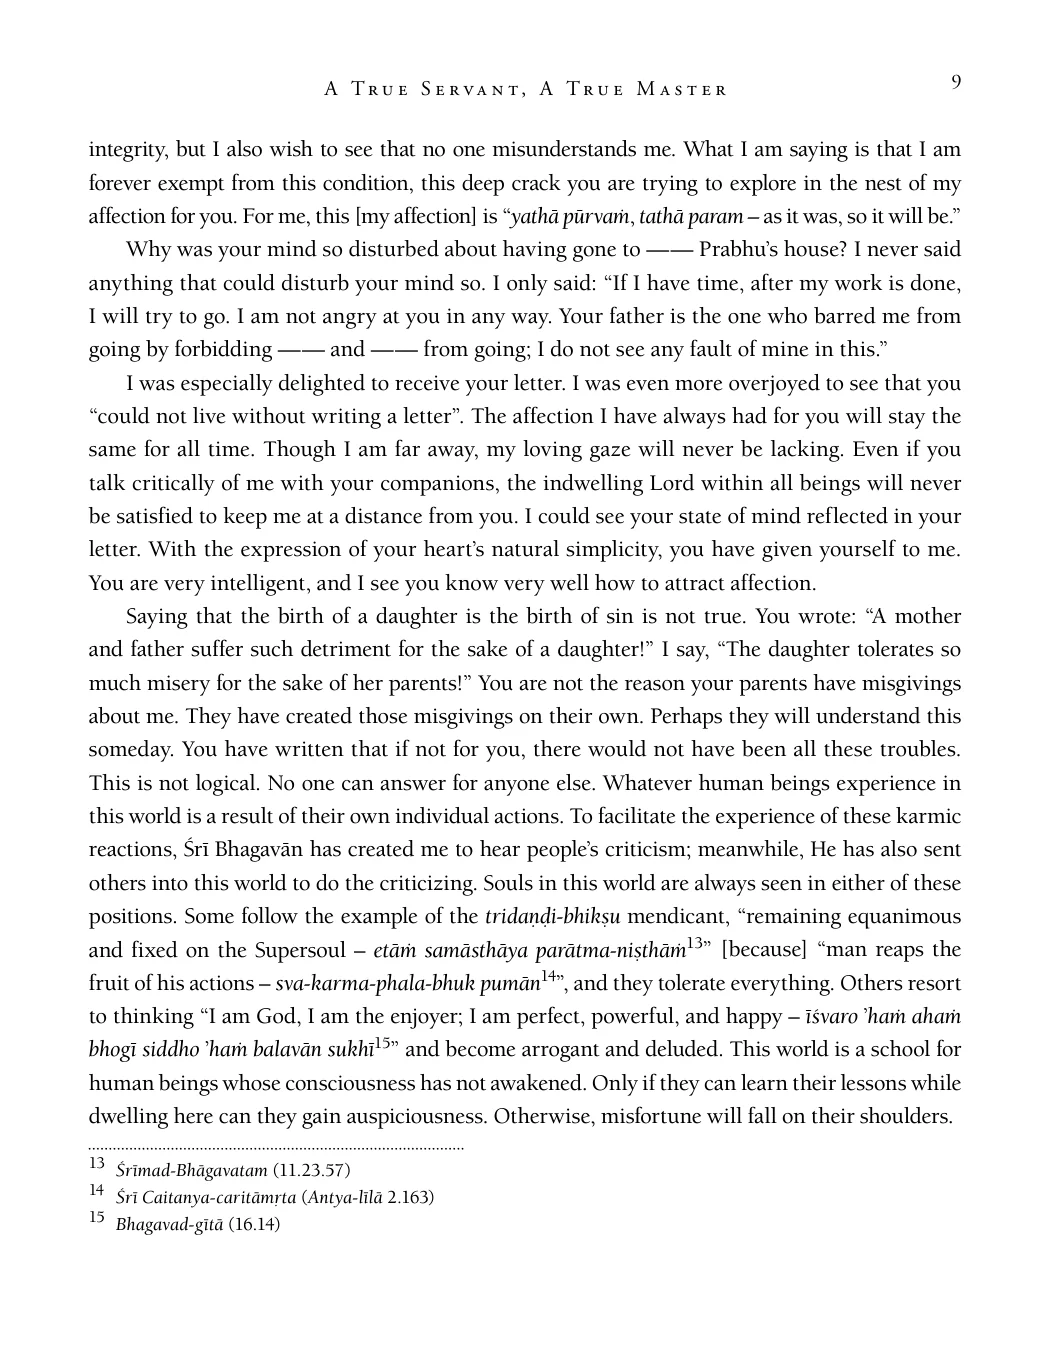 A True Servant, A True Master
9
integrity, but I also wish to see that no one misunderstands me. What I am saying is that I am
forever exempt from this condition, this deep crack you are trying to explore in the nest of my
affection for you. For me, this [my affection] is “yathā pūrvaṁ, tathā param – as it was, so it will be.”
Why was your mind so disturbed about having gone to —— Prabhu’s house? I never said
anything that could disturb your mind so. I only said: “If I have time, after my work is done,
I will try to go. I am not angry at you in any way. Your father is the one who barred me from
going by forbidding —— and —— from going; I do not see any fault of mine in this.”
I was especially delighted to receive your letter. I was even more overjoyed to see that you
“could not live without writing a letter”. The affection I have always had for you will stay the
same for all time. Though I am far away, my loving gaze will never be lacking. Even if you
talk critically of me with your companions, the indwelling Lord within all beings will never
be satisfied to keep me at a distance from you. I could see your state of mind reflected in your
letter. With the expression of your heart’s natural simplicity, you have given yourself to me.
You are very intelligent, and I see you know very well how to attract affection.
Saying that the birth of a daughter is the birth of sin is not true. You wrote: “A mother
and father suffer such detriment for the sake of a daughter!” I say, “The daughter tolerates so
much misery for the sake of her parents!” You are not the reason your parents have misgivings
about me. They have created those misgivings on their own. Perhaps they will understand this
someday. You have written that if not for you, there would not have been all these troubles.
This is not logical. No one can answer for anyone else. Whatever human beings experience in
this world is a result of their own individual actions. To facilitate the experience of these karmic
reactions, Śrī Bhagavān has created me to hear people’s criticism; meanwhile, He has also sent
others into this world to do the criticizing. Souls in this world are always seen in either of these
positions. Some follow the example of the tridaṇḍi-bhikṣu mendicant, “remaining equanimous
and fixed on the Supersoul – etāṁ samāsthāya parātma-niṣṭhāṁ13” [because] “man reaps the
fruit of his actions – sva-karma-phala-bhuk pumān14”, and they tolerate everything. Others resort
to thinking “I am God, I am the enjoyer; I am perfect, powerful, and happy – īśvaro ’haṁ ahaṁ
bhogī siddho ’haṁ balavān sukhī15” and become arrogant and deluded. This world is a school for
human beings whose consciousness has not awakened. Only if they can learn their lessons while
dwelling here can they gain auspiciousness. Otherwise, misfortune will fall on their shoulders.
13 Śrīmad-Bhāgavatam (11.23.57)
14 Śrī Caitanya-caritāmṛta (Antya-līlā 2.163)
15 Bhagavad-gītā (16.14)